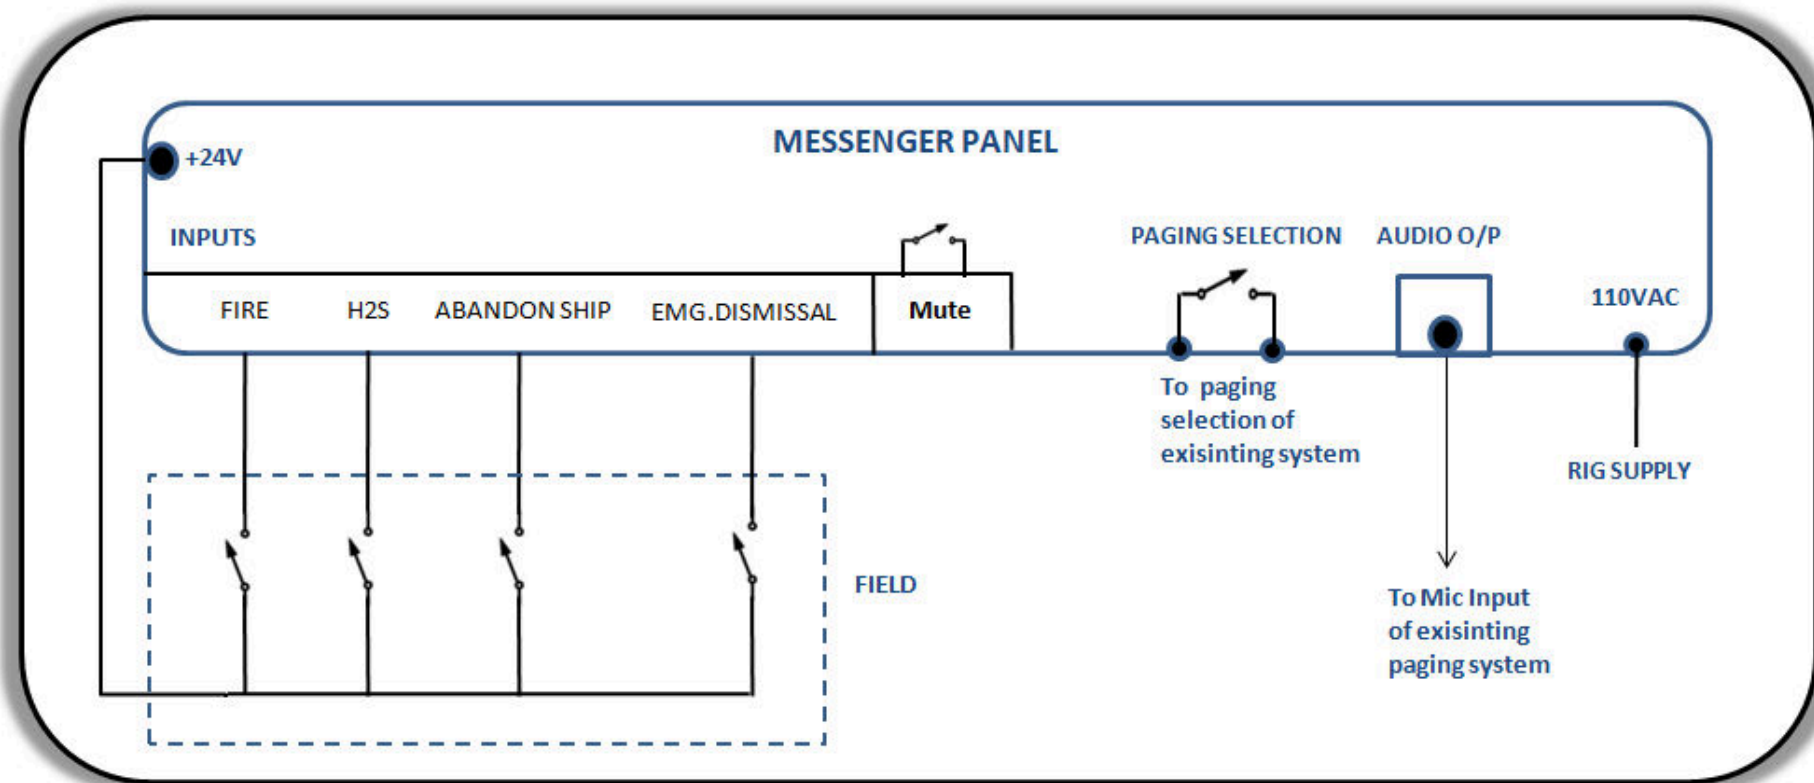 MESSENGER PANEL
+24V
INPUTS
PAGING SELECTION
AUDIO O/P
110VAC
FIRE
H2S
ABANDON SHIP
EMG.DISMISSAL
Mute
To paging
selection of
exisinting system
RIG SUPPLY
FIELD
To Mic Input
of exisinting
paging system